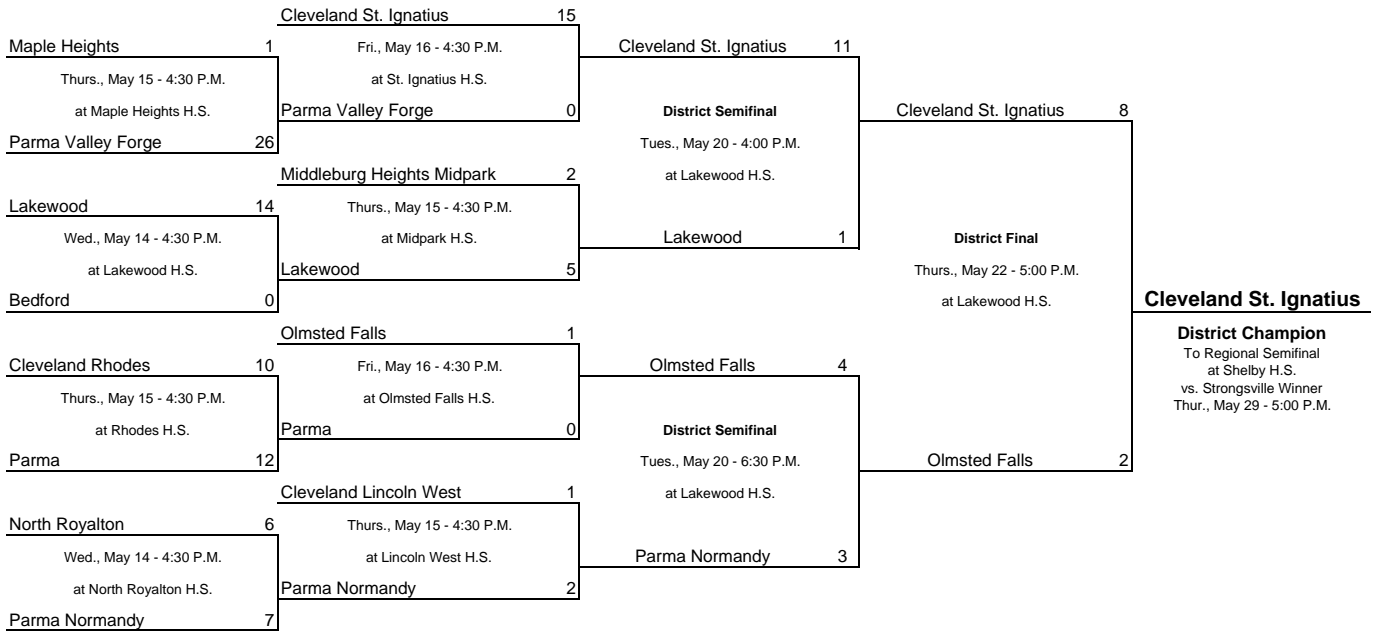 Cleveland St. Ignatius 15
Maple Heights 1
Fri., May 16 - 4:30 P.M.
Cleveland St. Ignatius 11
Thurs., May 15 - 4:30 P.M.
at St. Ignatius H.S.
at Maple Heights H.S.
Parma Valley Forge 0
District Semifinal
Cleveland St. Ignatius 8
Parma Valley Forge 26
Tues., May 20 - 4:00 P.M.
Middleburg Heights Midpark 2
at Lakewood H.S.
Lakewood 14
Thurs., May 15 - 4:30 P.M.
Wed., May 14 - 4:30 P.M.
at Midpark H.S.
Lakewood 1
District Final
at Lakewood H.S.
Lakewood 5
Thurs., May 22 - 5:00 P.M.
Bedford 0
at Lakewood H.S.
Cleveland St. Ignatius
Olmsted Falls 1
District Champion
To Regional Semifinal
at Shelby H.S.
vs. Strongsville Winner
Thur., May 29 - 5:00 P.M.
Cleveland Rhodes 10
Fri., May 16 - 4:30 P.M.
Olmsted Falls 4
Thurs., May 15 - 4:30 P.M.
at Olmsted Falls H.S.
at Rhodes H.S.
Parma 0
District Semifinal
Parma 12
Tues., May 20 - 6:30 P.M.
Olmsted Falls 2
Cleveland Lincoln West 1
at Lakewood H.S.
North Royalton 6
Thurs., May 15 - 4:30 P.M.
Wed., May 14 - 4:30 P.M.
at Lincoln West H.S.
Parma Normandy 3
at North Royalton H.S.
Parma Normandy 2
Parma Normandy 7